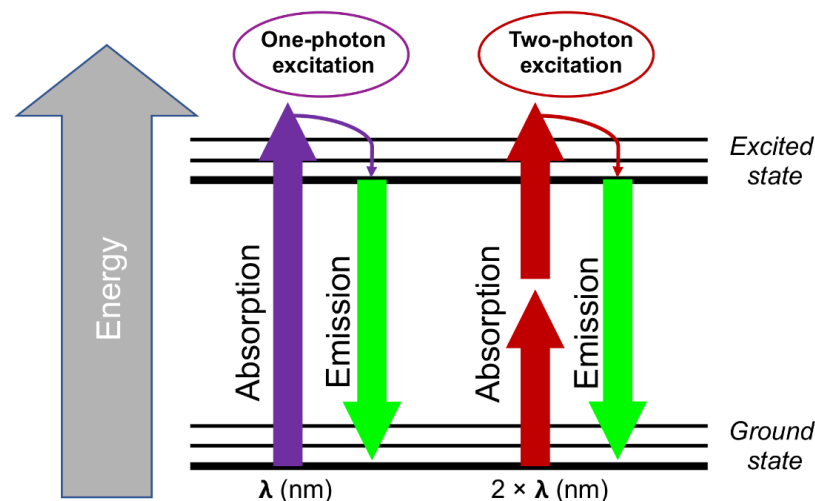 One-photon
excitation
Two-photon
excitation
Energy
Absorption
Emission
Absorption
Emission
Excited
state
Ground
state
λ (nm)
2 × λ (nm)